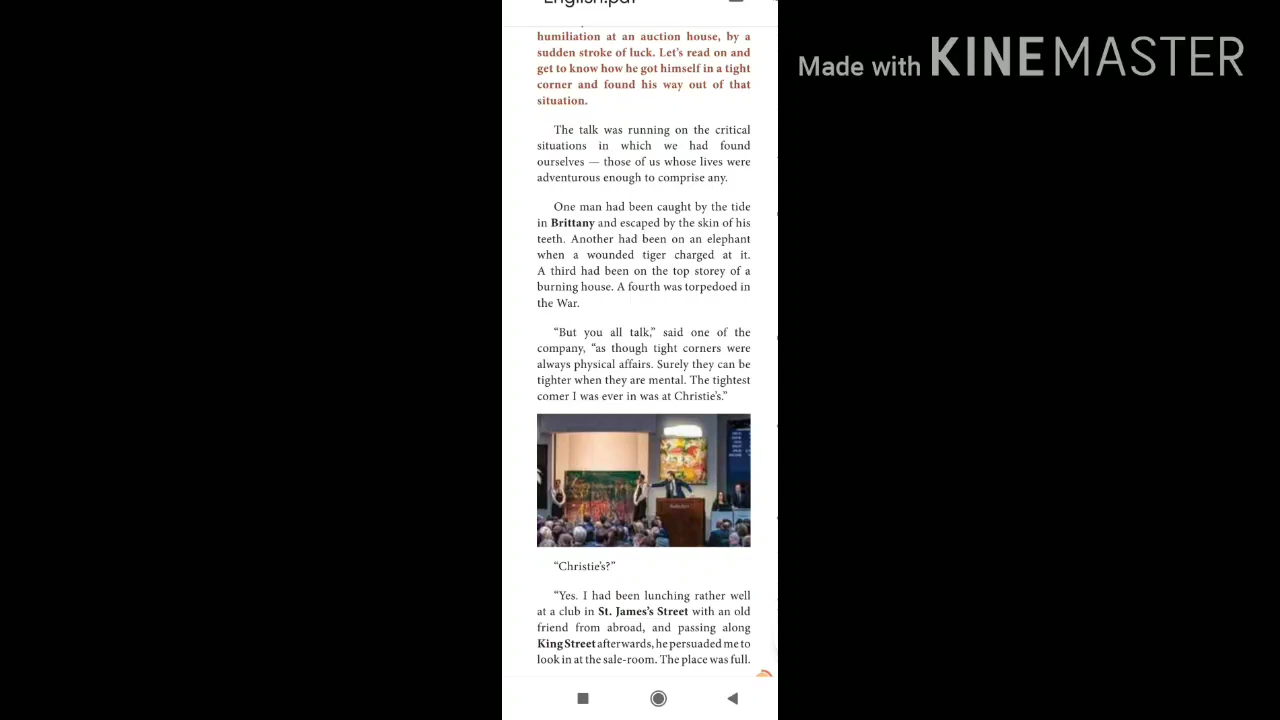 English.pdf
humiliation at an auction house, by a
sudden stroke of luck. Let's read on and
get to know how he got himself in a tight
corner and found his way out of that
situation.
The talk was running on the critical
situations in which we had found
ourselves — those of us whose lives were
adventurous enough to comprise any.
One man had been caught by the tide
in Brittany and escaped by the skin of his
teeth. Another had been on an elephant
when a wounded tiger charged at it.
A third had been on the top storey of a
burning house. A fourth was torpedoed in
the War.
“But you all talk,” said one of the
company, “as though tight corners were
always physical affairs. Surely they can be
tighter when they are mental. The tightest
comer I was ever in was at Christie's.”
“Christie's?”
“Yes. I had been lunching rather well
at a club in St. James's Street with an old
friend from abroad, and passing along
King Street afterwards, he persuaded me to
look in at the sale-room. The place was full.
Made with KINEMASTER